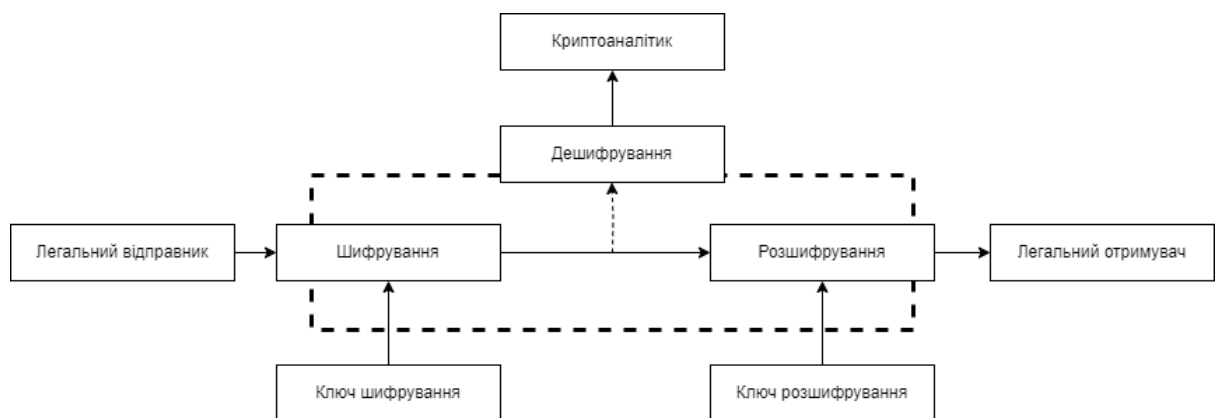 Криптоаналітик
Дешифрування
Легальний відправник
Шифрування
Розшифрування
Легальний отримувач
Ключ шифрування
Ключ розшифрування